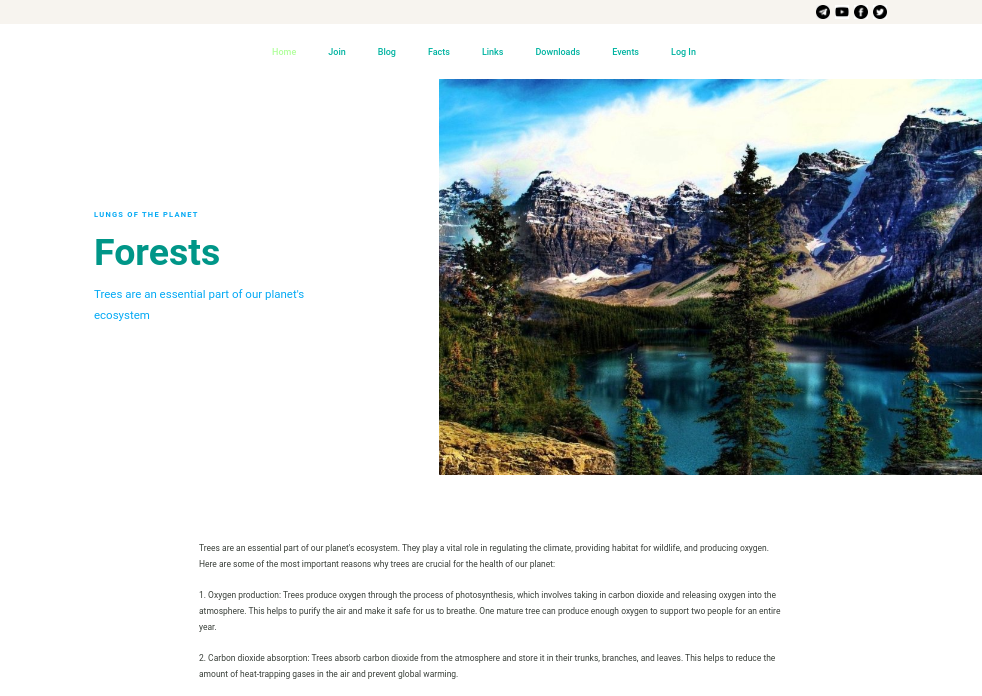 Home Join Blog Facts Links Downloads Events Log In
LUNGS OF THE PLANET
Forests
Trees are an essential part of our planet's
ecosystem
Trees are an essential part of our planet's ecosystem. They play a vital role in regulating the climate, providing habitat for wildlife, and producing oxygen.
Here are some of the most important reasons why trees are crucial for the health of our planet:
1. Oxygen production: Trees produce oxygen through the process of photosynthesis, which involves taking in carbon dioxide and releasing oxygen into the
atmosphere. This helps to purify the air and make it safe for us to breathe. One mature tree can produce enough oxygen to support two people for an entire
year.
2. Carbon dioxide absorption: Trees absorb carbon dioxide from the atmosphere and store it in their trunks, branches, and leaves. This helps to reduce the
amount of heat-trapping gases in the air and prevent global warming.